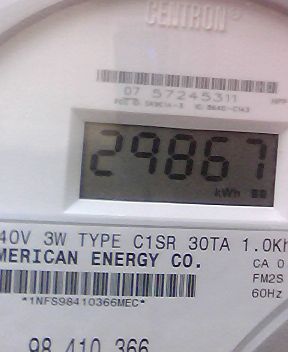 CENTRON®
07 57245311
29867
kWh
40V 3W TYPE C1SR 30TA 1.0Kh
MERICAN ENERGY CO.
CA 0
FM2S
60Hz
*1NFS98410366MEC*
98 410 366